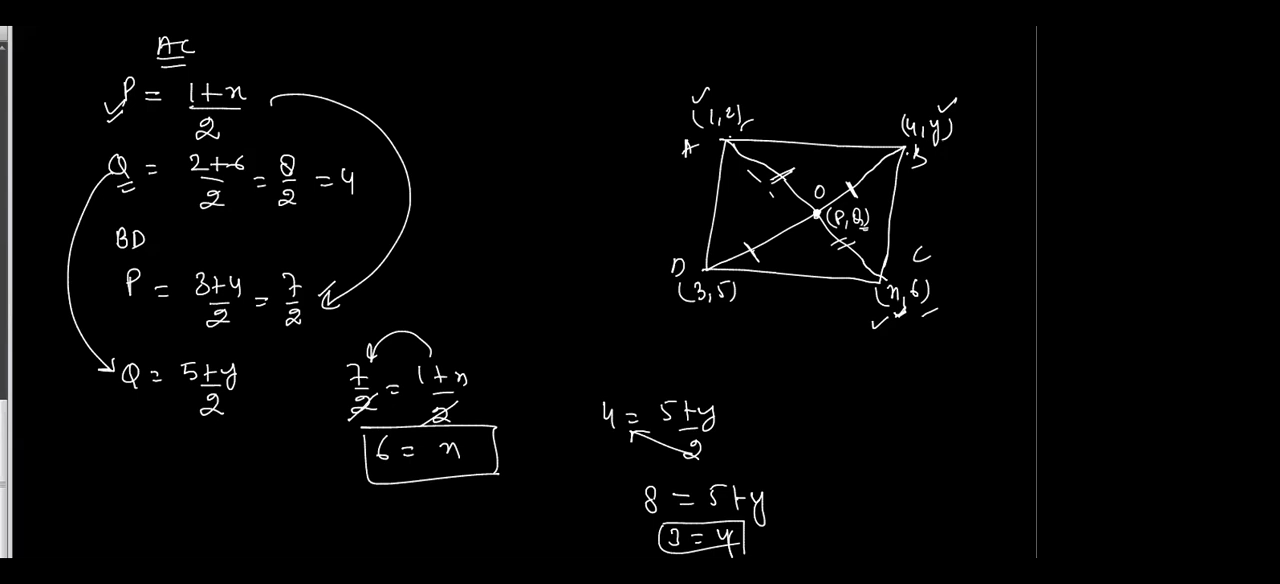 AC
P = 1+x/2
Q = 2+6/2 = 8/2 = 4
BD
P = 3+4/2 = 7/2
Q = 5+y/2
7/2 = 1+x/2
6 = x
(1,2)
(4,y)
A
B
O
(P,Q)
D
C
(3,5)
(x,6)
4 = 5+y/2
8 = 5+y
3 = y